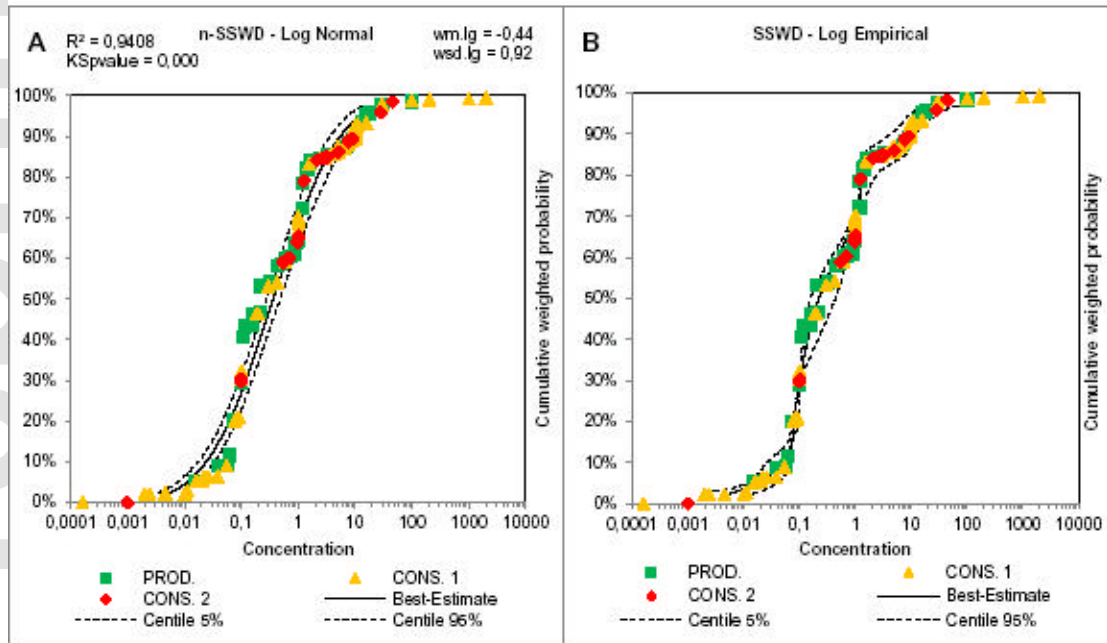 A
n-SSWD - Log Normal
R² = 0,9408
KSpvalue = 0,000
wm.lg = -0,44
wsd.lg = 0,92
100%
90%
80%
70%
60%
50%
40%
30%
20%
10%
0%
0,0001 0,001 0,01 0,1 1 10 100 1000 10000
Concentration
Cumulative weighted probability
PROD. CONS. 1
CONS. 2 Best-Estimate
Centile 5% Centile 95%
B
SSWD - Log Empirical
100%
90%
80%
70%
60%
50%
40%
30%
20%
10%
0%
0,0001 0,001 0,01 0,1 1 10 100 1000 10000
Concentration
Cumulative weighted probability
PROD. CONS. 1
CONS. 2 Best-Estimate
Centile 5% Centile 95%